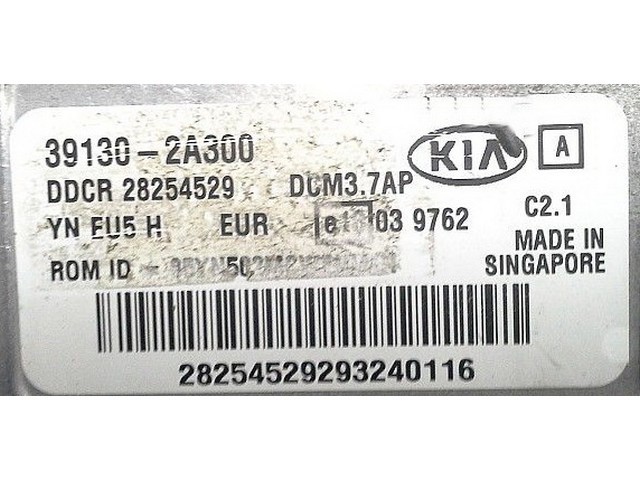 39130-2A300 KIA A
DDCR 28254529 DCM3.7AP
YN EU5 H EUR e13 03 9762 C2.1
ROM ID MADE IN
SINGAPORE
28254529293240116